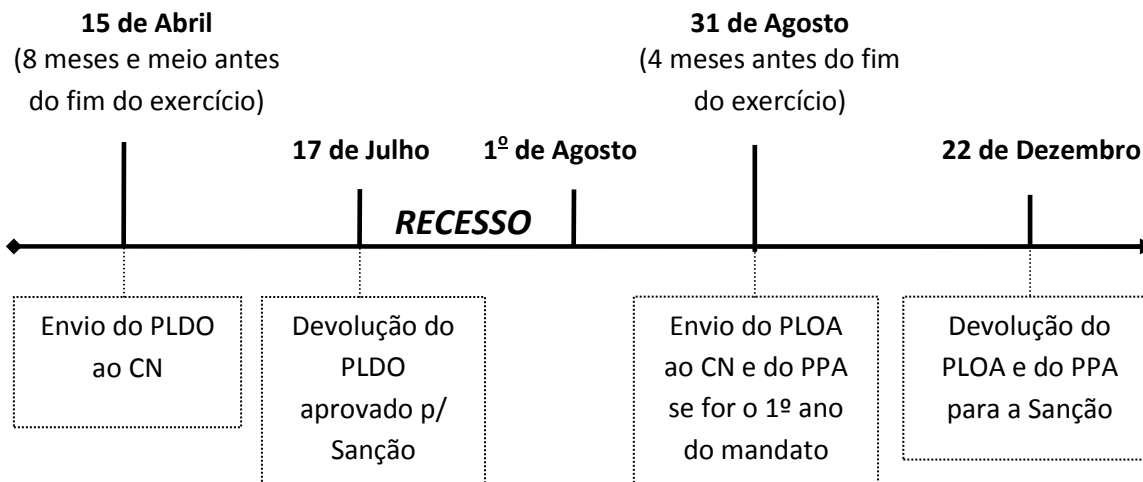 15 de Abril
(8 meses e meio antes
do fim do exercício)
31 de Agosto
(4 meses antes do fim
do exercício)
17 de Julho
1º de Agosto
22 de Dezembro
RECESSO
Envio do PLDO
ao CN
Devolução do
PLDO
aprovado p/
Sanção
Envio do PLOA
ao CN e do PPA
se for o 1º ano
do mandato
Devolução do
PLOA e do PPA
para a Sanção